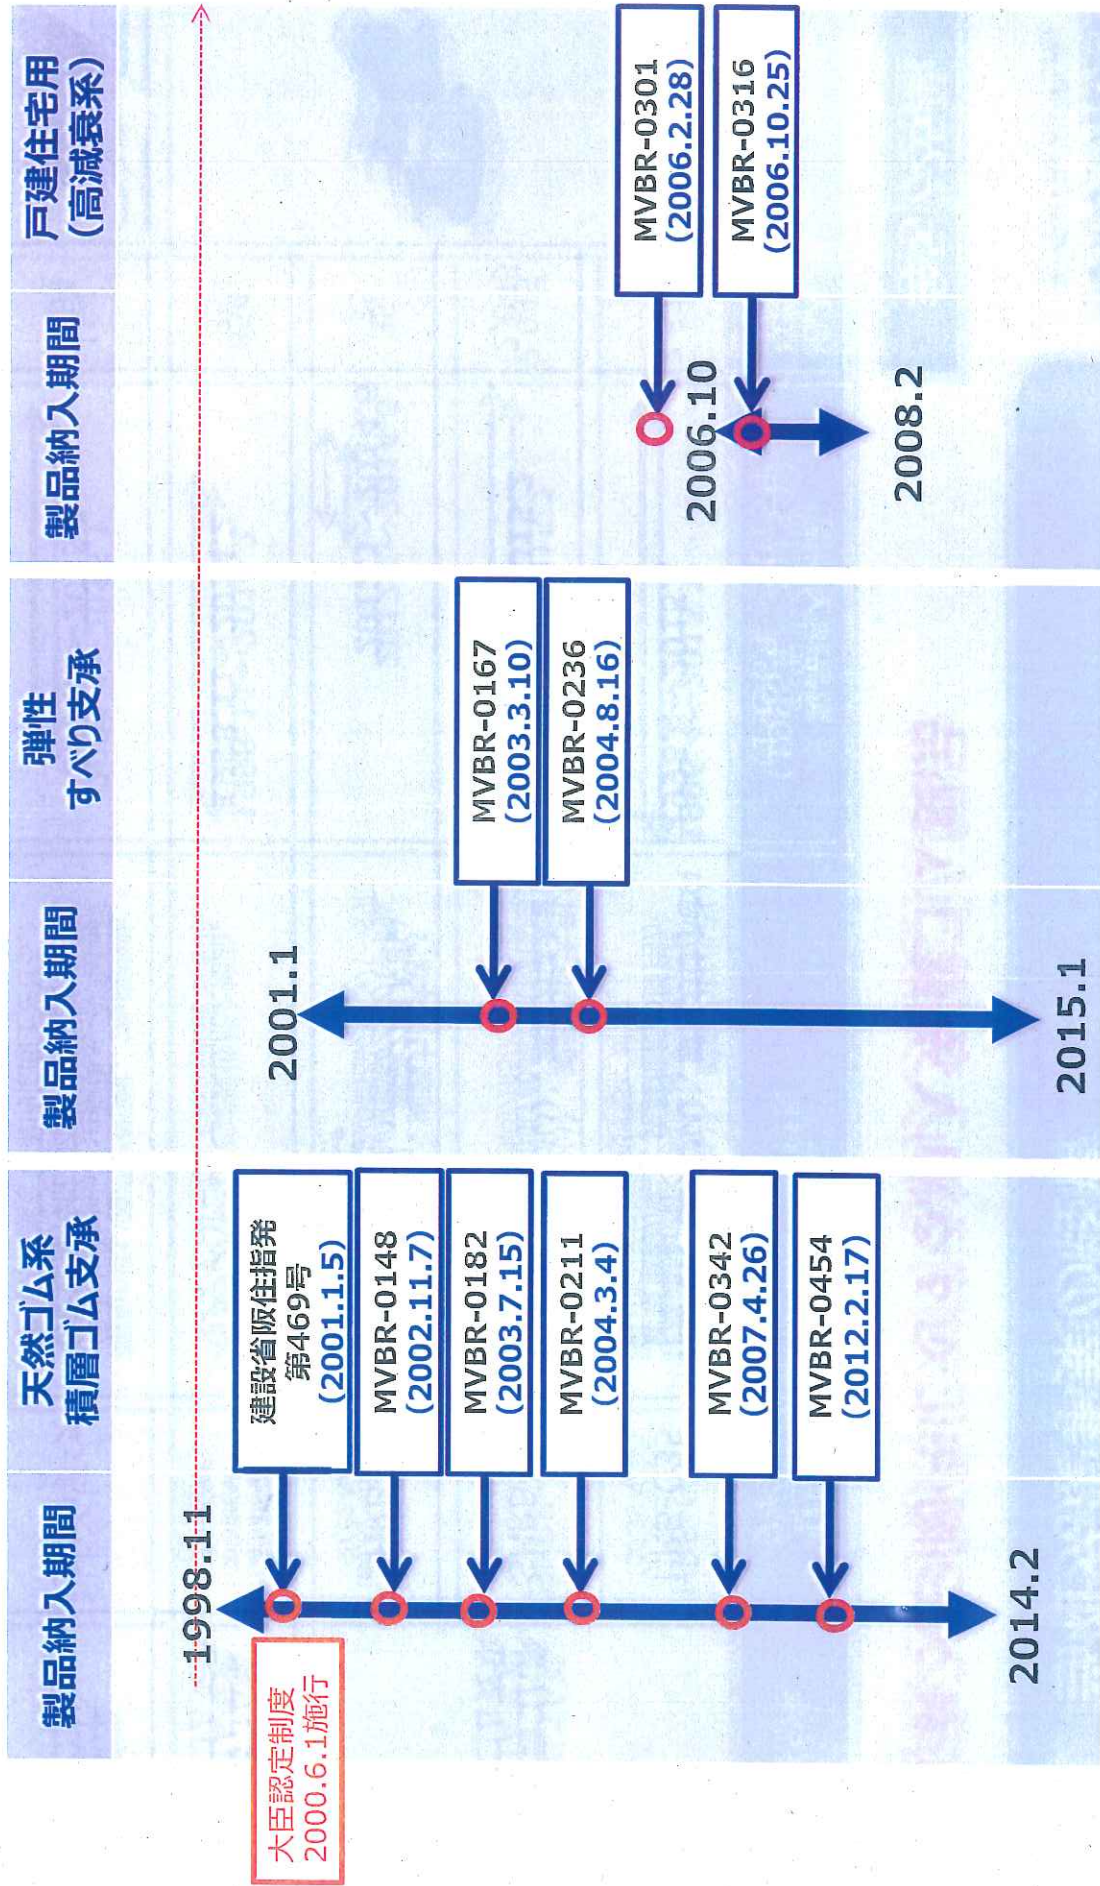 製品納入期間
天然ゴム系
積層ゴム支承
製品納入期間
弾性
すべり支承
製品納入期間
戸建住宅用
(高減衰系)
大臣認定制度
2000.6.1施行
1998.11
建設省阪住指発
第469号
(2001.1.5)
MVBR-0148
(2002.11.7)
MVBR-0182
(2003.7.15)
MVBR-0211
(2004.3.4)
MVBR-0342
(2007.4.26)
MVBR-0454
(2012.2.17)
2014.2
2001.1
MVBR-0167
(2003.3.10)
MVBR-0236
(2004.8.16)
2015.1
MVBR-0301
(2006.2.28)
2006.10
MVBR-0316
(2006.10.25)
2008.2